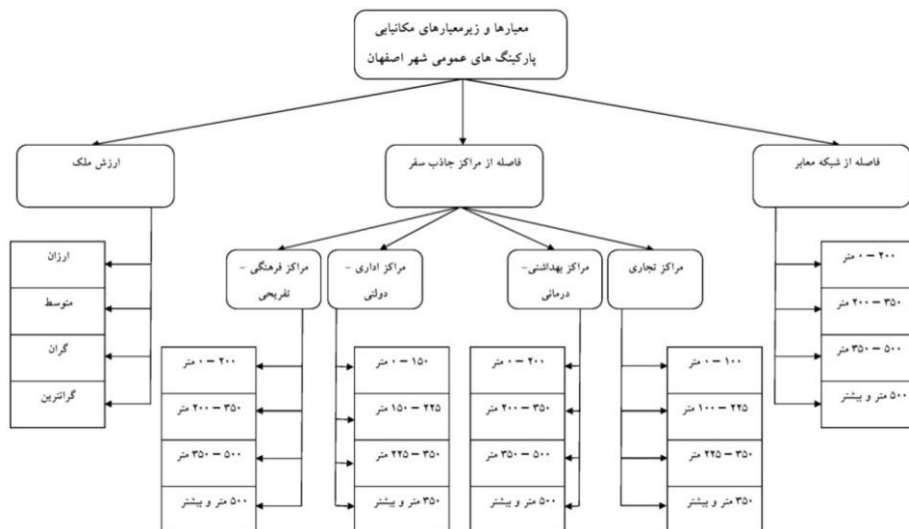 معیارها و زیرمعیارهای مکانیابی
پارکینگ های عمومی شهر اصفهان
فاصله از شبکه معابر
فاصله از مراکز جاذب سفر
ارزش ملک
۰ – ۲۰۰ متر
۲۰۰ – ۳۵۰ متر
۳۵۰ – ۵۰۰ متر
۵۰۰ متر و بیشتر
مراکز تجاری
مراکز بهداشتی-
درمانی
مراکز اداری –
دولتی
مراکز فرهنگی –
تفریحی
۰ – ۱۰۰ متر
۱۰۰ – ۲۲۵ متر
۲۲۵ – ۳۵۰ متر
۳۵۰ متر و بیشتر
۰ – ۲۰۰ متر
۲۰۰ – ۳۵۰ متر
۳۵۰ – ۵۰۰ متر
۵۰۰ متر و بیشتر
۰ – ۱۵۰ متر
۱۵۰ – ۲۲۵ متر
۲۲۵ – ۳۵۰ متر
۳۵۰ متر و بیشتر
۰ – ۲۰۰ متر
۲۰۰ – ۳۵۰ متر
۳۵۰ – ۵۰۰ متر
۵۰۰ متر و بیشتر
ارزان
متوسط
گران
گرانترین